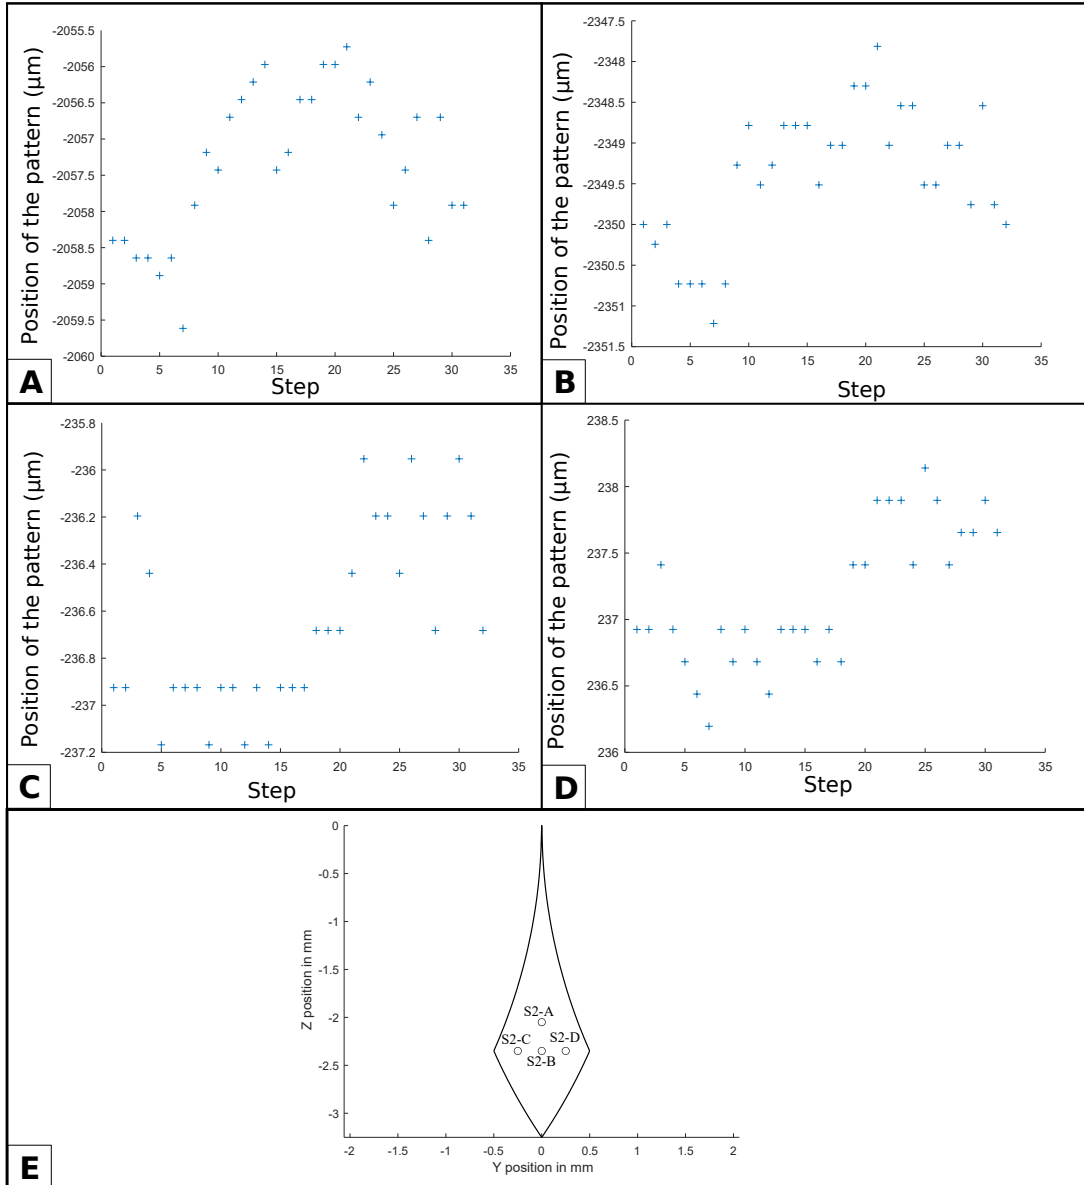 Position of the pattern (µm)
-2055.5
-2056
-2056.5
-2057
-2057.5
-2058
-2058.5
-2059
-2059.5
-2060
0 5 10 15 20 25 30 35
Step
A
Position of the pattern (µm)
-2347.5
-2348
-2348.5
-2349
-2349.5
-2350
-2350.5
-2351
-2351.5
0 5 10 15 20 25 30 35
Step
B
Position of the pattern (µm)
-235.8
-236
-236.2
-236.4
-236.6
-236.8
-237
-237.2
0 5 10 15 20 25 30 35
Step
C
Position of the pattern (µm)
238.5
238
237.5
237
236.5
236
0 5 10 15 20 25 30 35
Step
D
Z position in mm
0
-0.5
-1
-1.5
-2
-2.5
-3
S2-A
S2-C S2-D
S2-B
-2 -1.5 -1 -0.5 0 0.5 1 1.5 2
Y position in mm
E